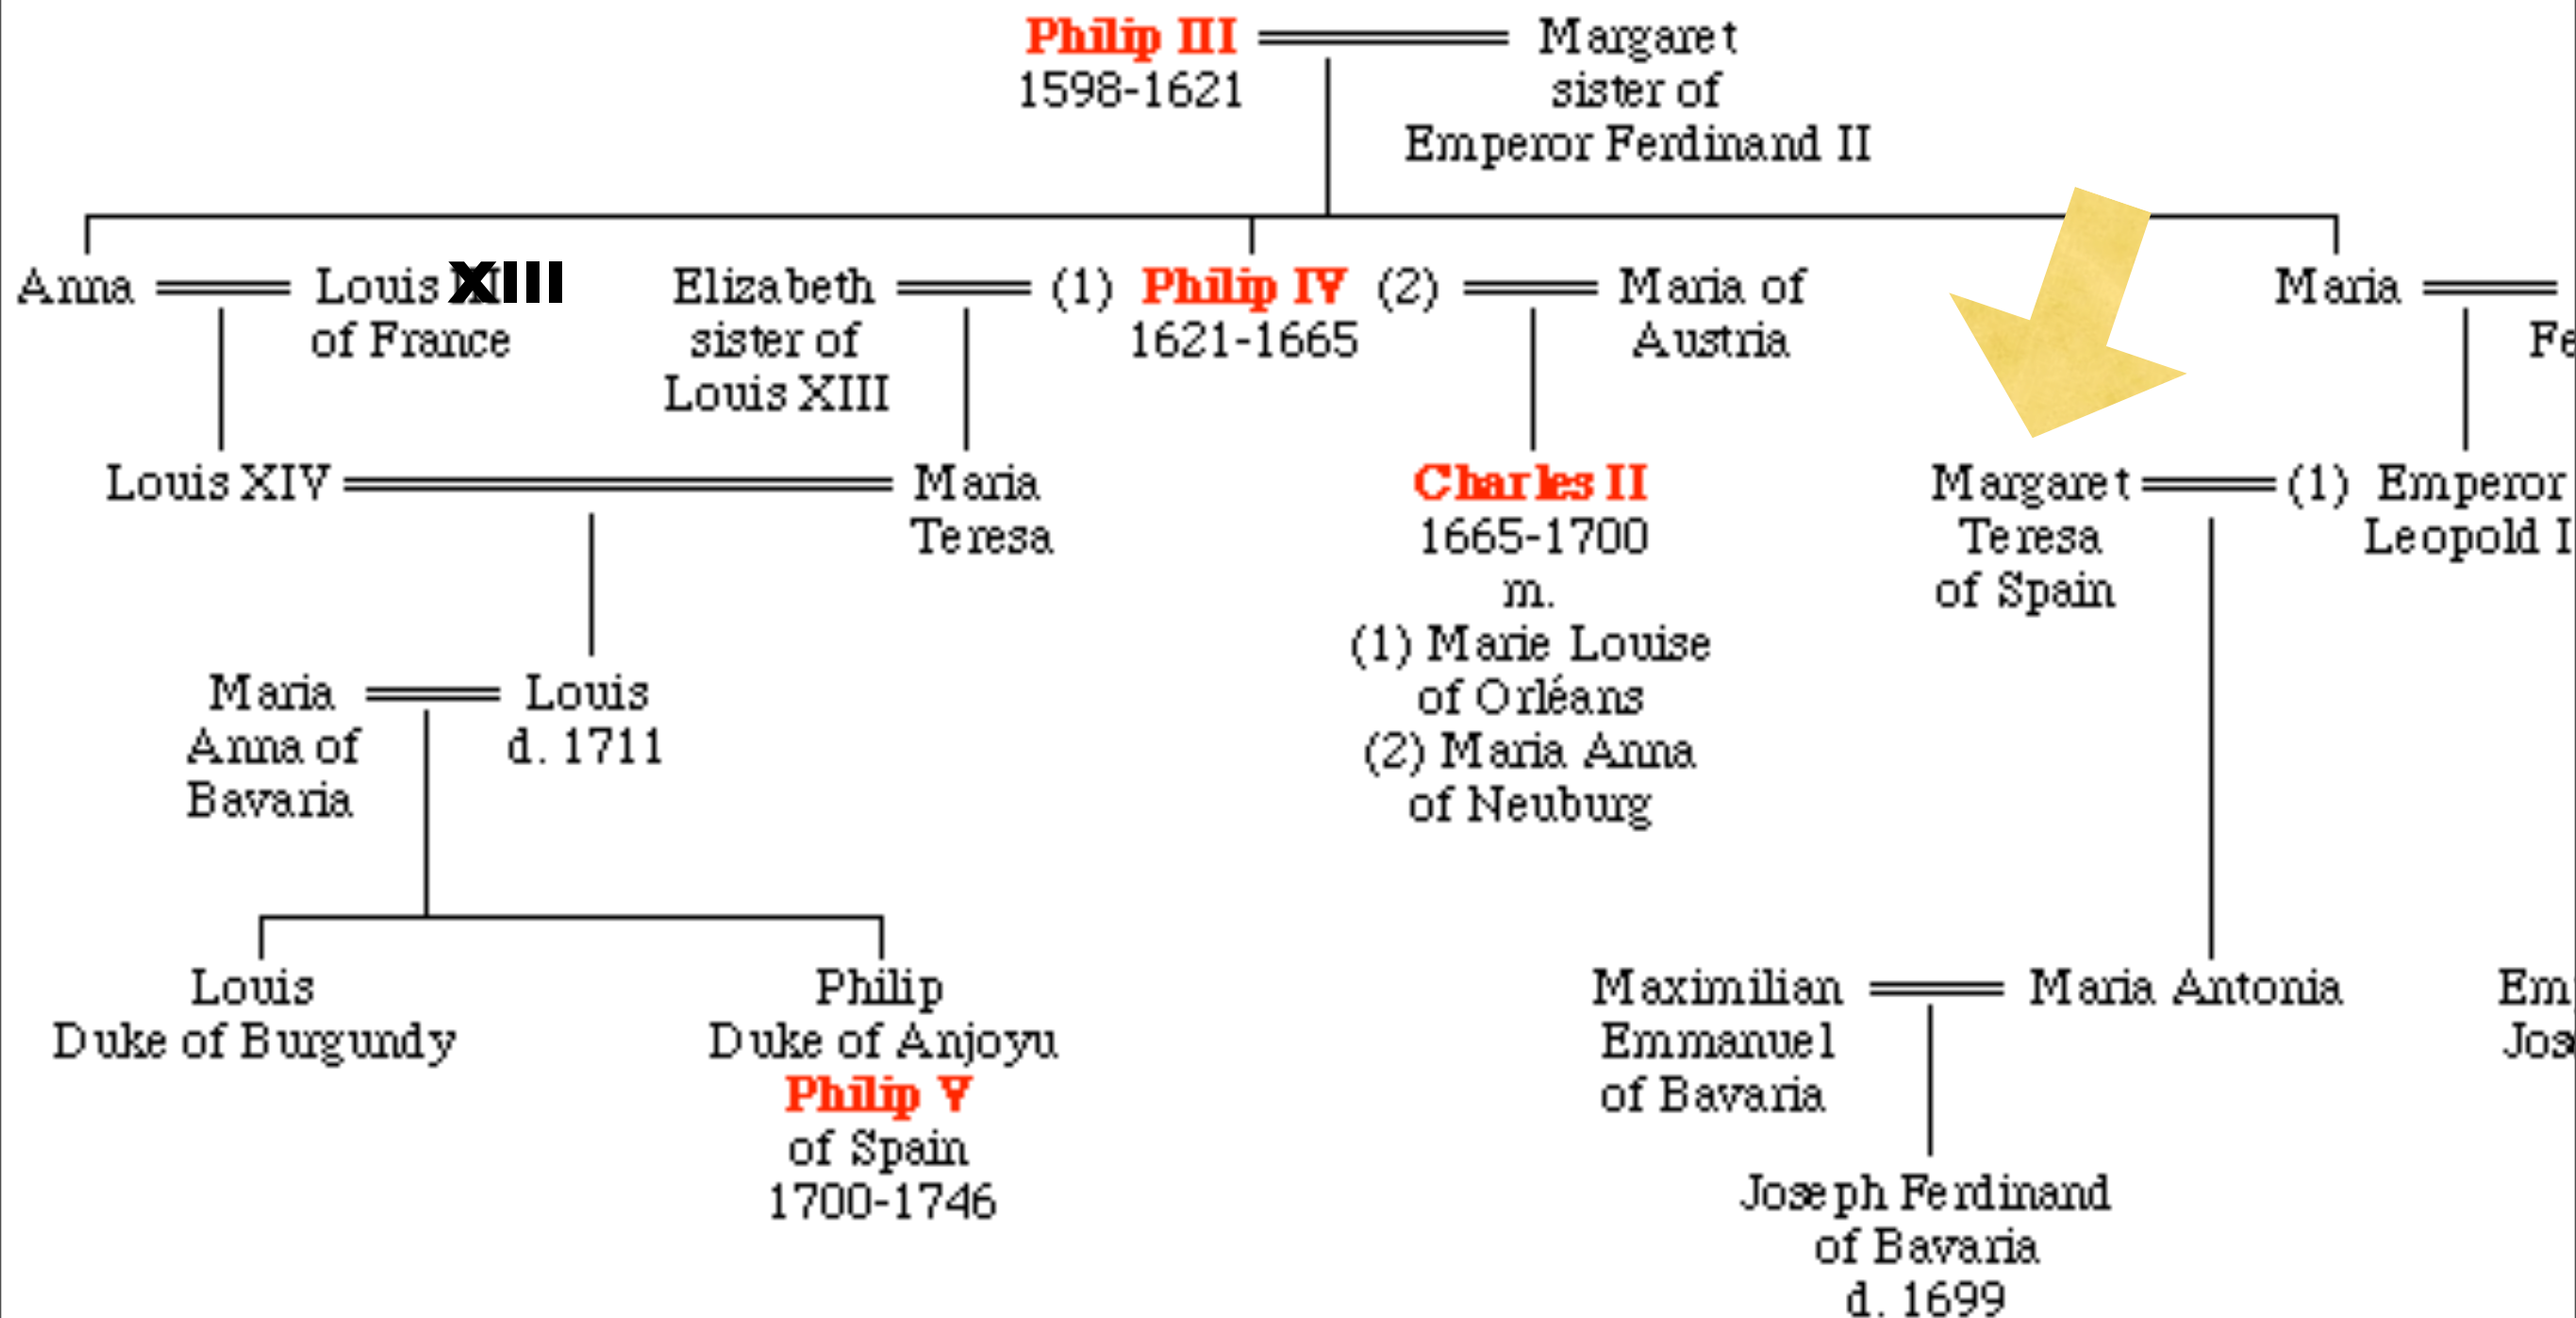 Philip III
1598-1621
Margaret
sister of
Emperor Ferdinand II
Anna
Louis XIII
of France
Elizabeth
sister of
Louis XIII
(1) Philip IV (2)
1621-1665
Maria of
Austria
Maria
Louis XIV
Maria
Teresa
Charles II
1665-1700
m.
(1) Marie Louise
of Orléans
(2) Maria Anna
of Neuburg
Margaret
Teresa
of Spain
(1) Emperor
Leopold I
Maria
Anna of
Bavaria
Louis
d. 1711
Louis
Duke of Burgundy
Philip
Duke of Anjoyu
Philip V
of Spain
1700-1746
Maximilian
Emmanuel
of Bavaria
Maria Antonia
Joseph Ferdinand
of Bavaria
d. 1699